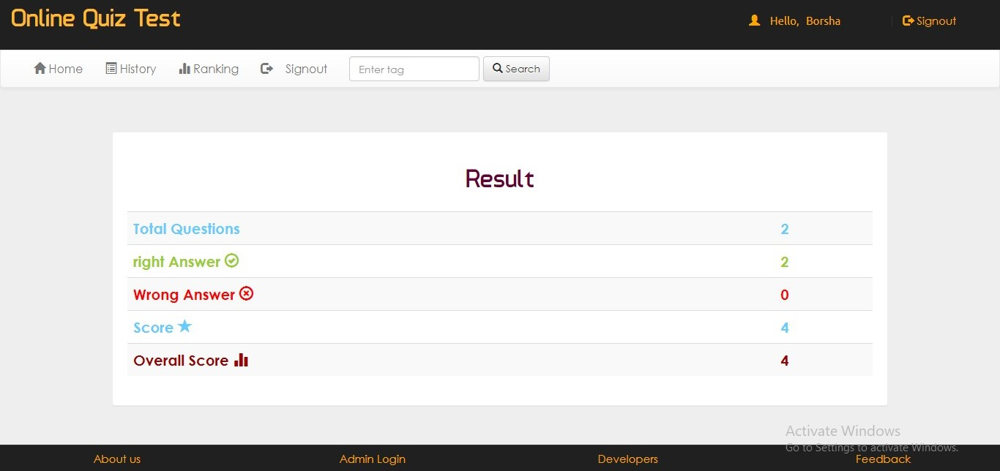 Online Quiz Test
Hello, Borsha
Signout
Home
History
Ranking
Signout
Enter tag
Search
Result
Total Questions 2
right Answer 2
Wrong Answer 0
Score 4
Overall Score 4
Activate Windows
Go to Settings to activate Windows.
About us
Admin Login
Developers
Feedback